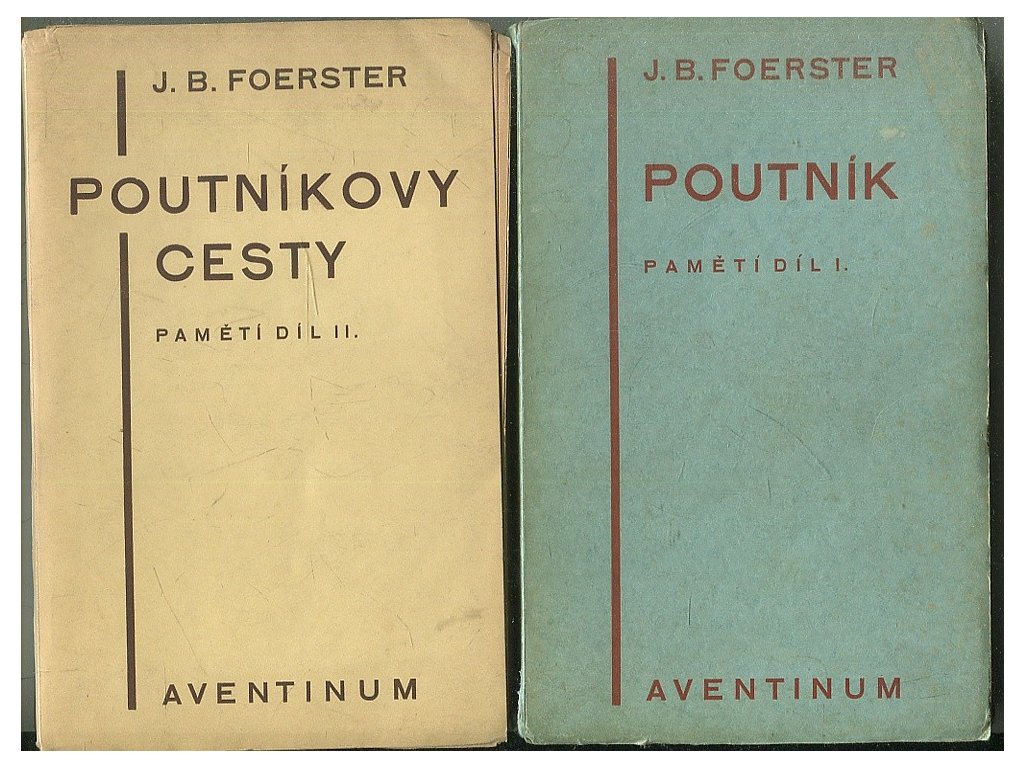 J. B. FOERSTER
POUTNÍKOVY
CESTY
PAMĚTÍ DÍL II.
AVENTINUM
J. B. FOERSTER
POUTNÍK
PAMĚTÍ DÍL I.
AVENTINUM